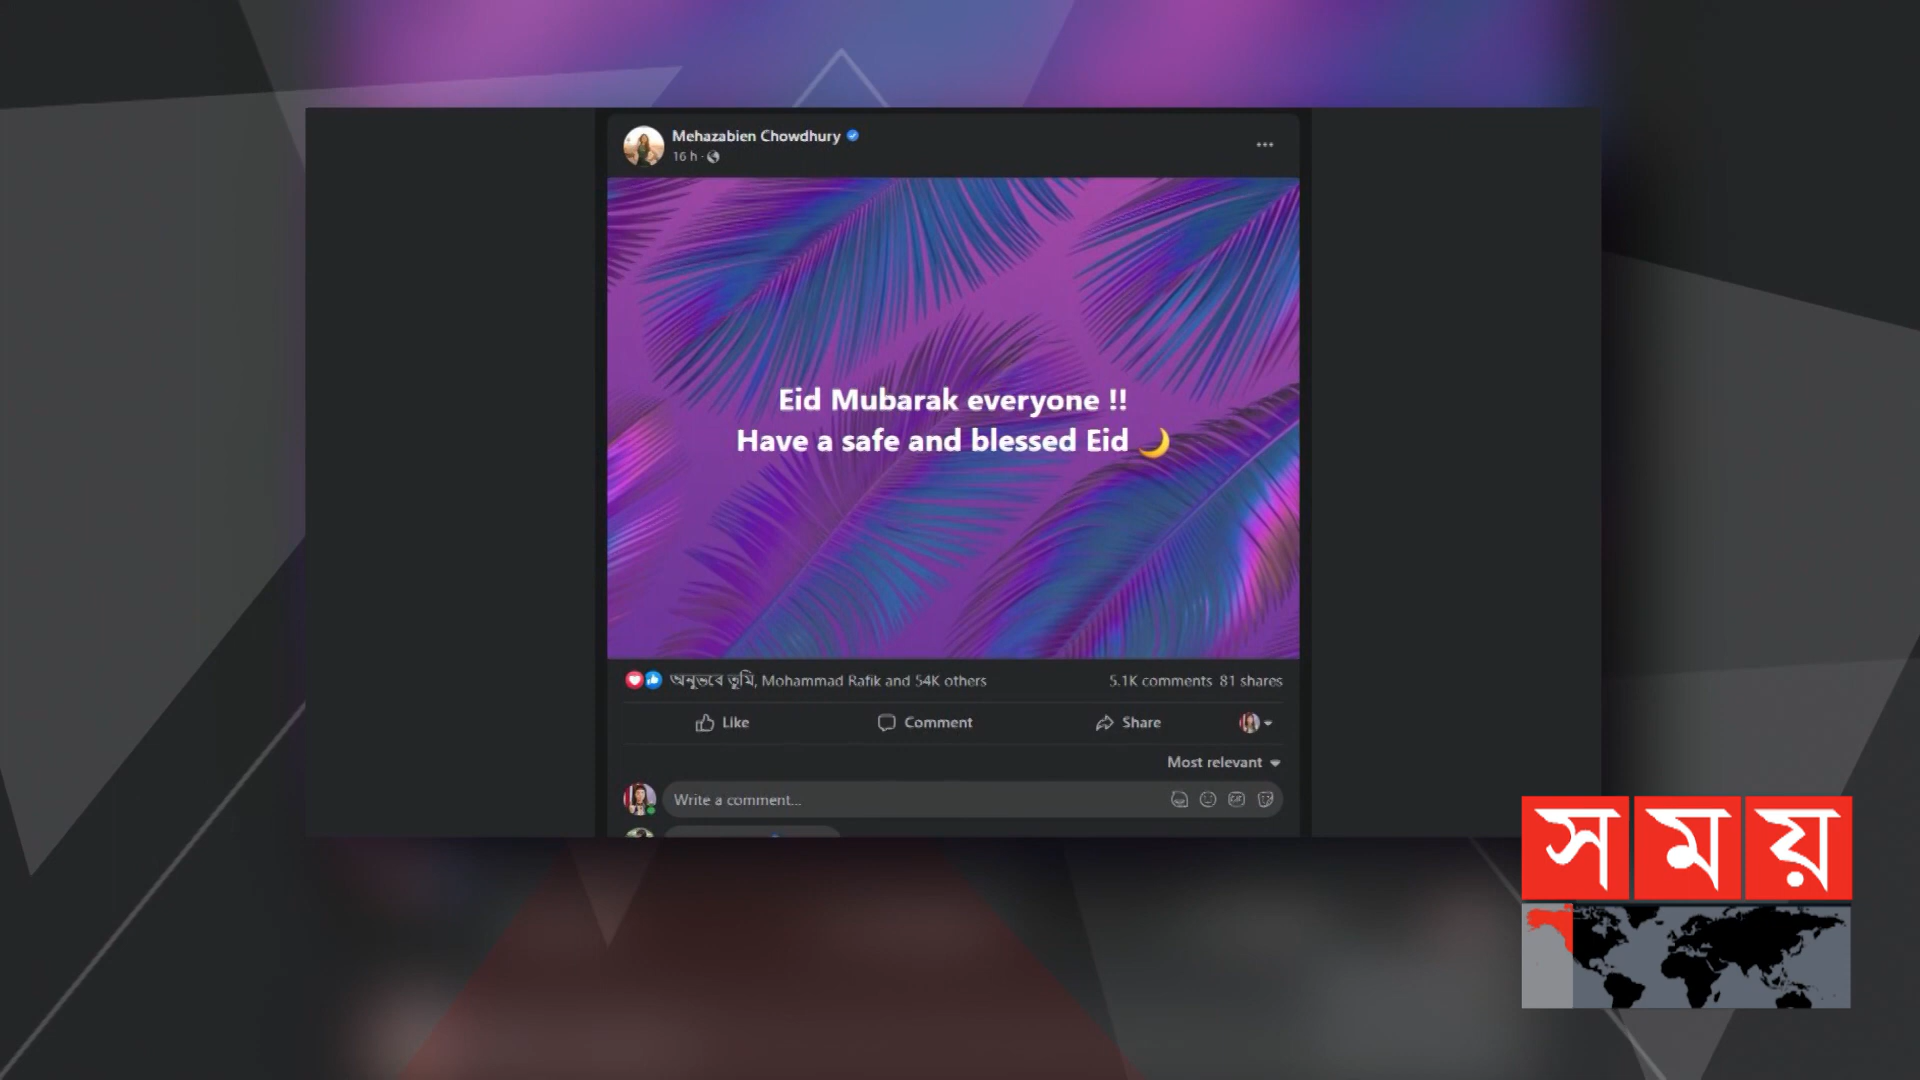 Mehazabien Chowdhury
16 h
Eid Mubarak everyone !!
Have a safe and blessed Eid 🌙
অনুভবে তুমি, Mohammad Rafik and 54K others
5.1K comments 81 shares
Like Comment Share
Most relevant
Write a comment...
সময়